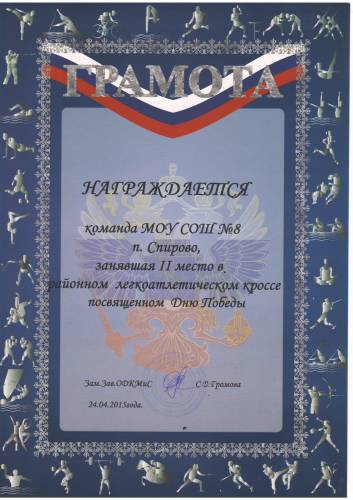 ГРАМОТА
НАГРАЖДАЕТСЯ
команда МОУ СОШ №8
п. Спирово,
занявшая II место в
районном легкоатлетическом кроссе
посвященном Дню Победы
Зам.Зав.ОДКМиС С.В.Громова
24.04.2015года.